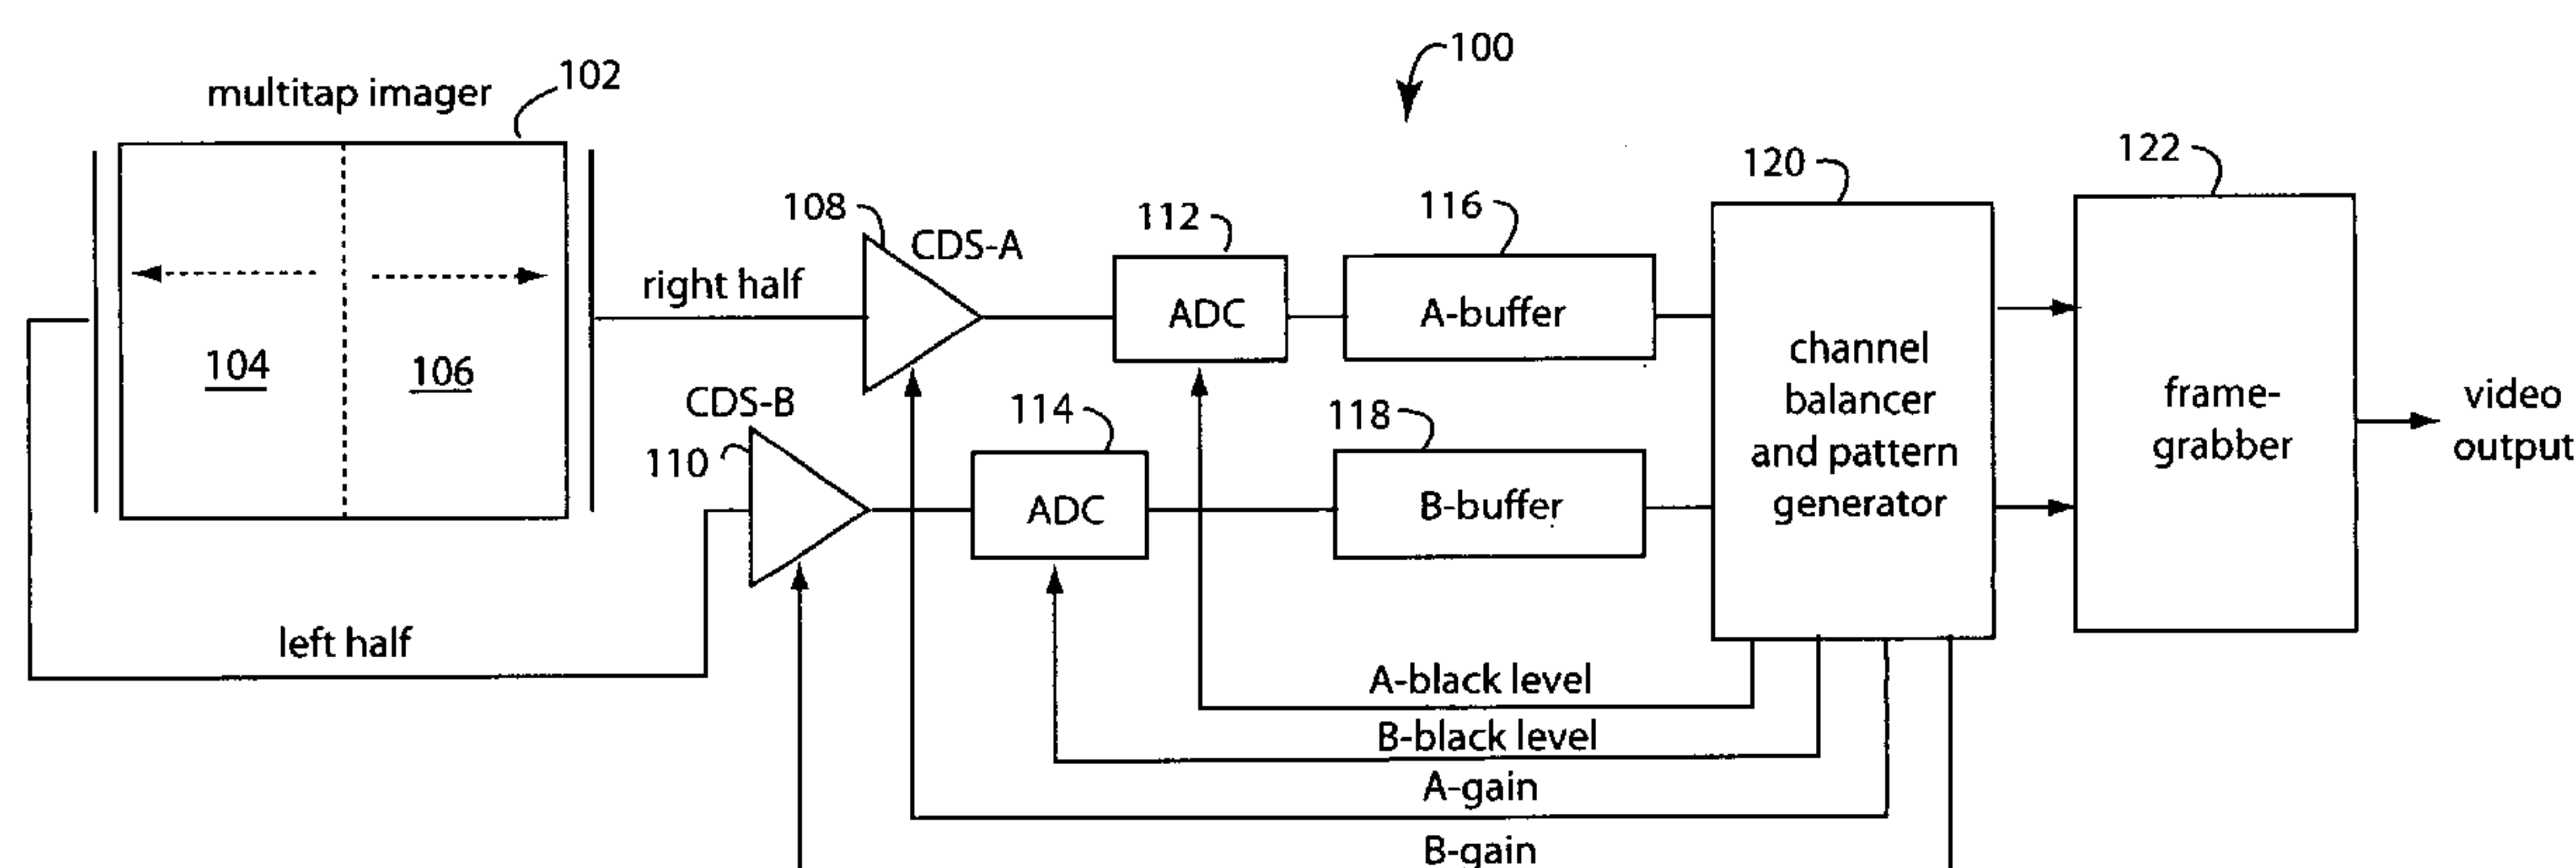 100
multitap imager
102
104
106
right half
left half
108
CDS-A
CDS-B
110
112
ADC
114
ADC
116
A-buffer
118
B-buffer
120
channel
balancer
and pattern
generator
122
frame-
grabber
video
output
A-black level
B-black level
A-gain
B-gain